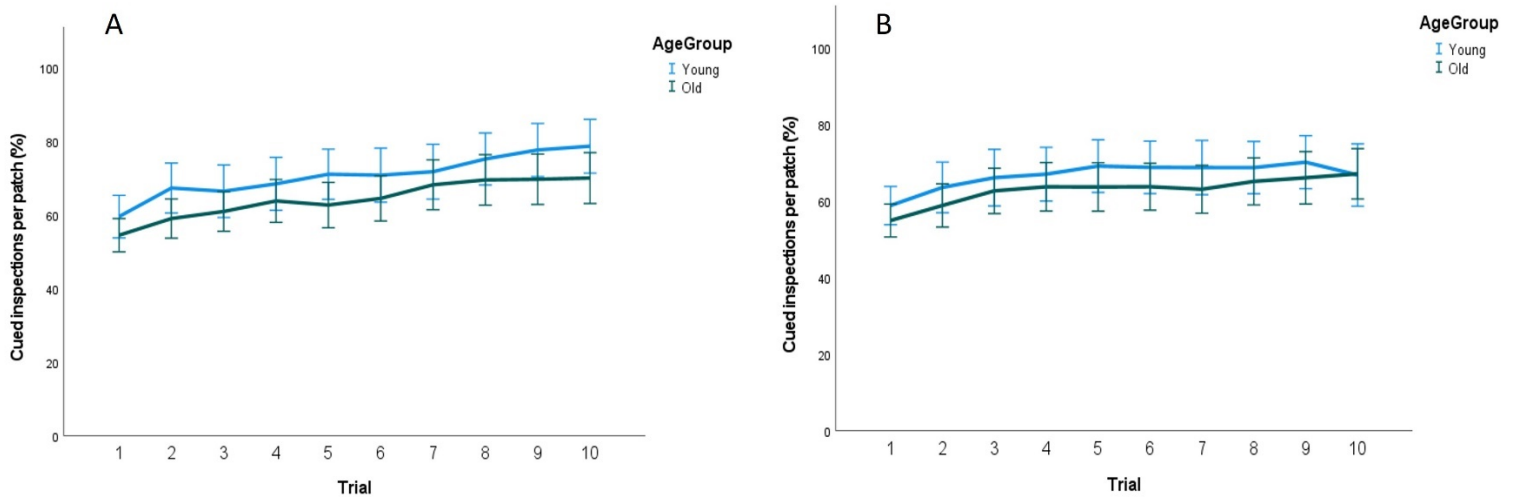 A
AgeGroup
Young
Old
100
80
60
40
20
0
Cued inspections per patch (%)
1 2 3 4 5 6 7 8 9 10
Trial
B
AgeGroup
Young
Old
100
80
60
40
20
0
Cued inspections per patch (%)
1 2 3 4 5 6 7 8 9 10
Trial